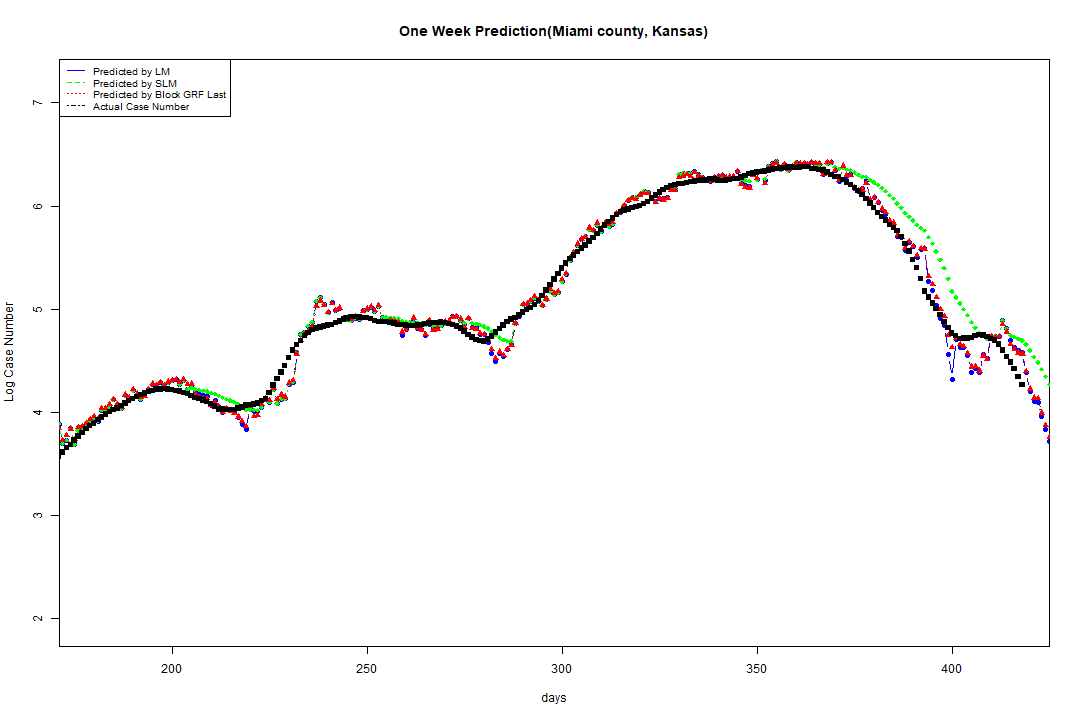 One Week Prediction(Miami county, Kansas)
Predicted by LM
Predicted by SLM
Predicted by Block GRF Last
Actual Case Number
7
6
5
4
3
2
Log Case Number
200 250 300 350 400
days